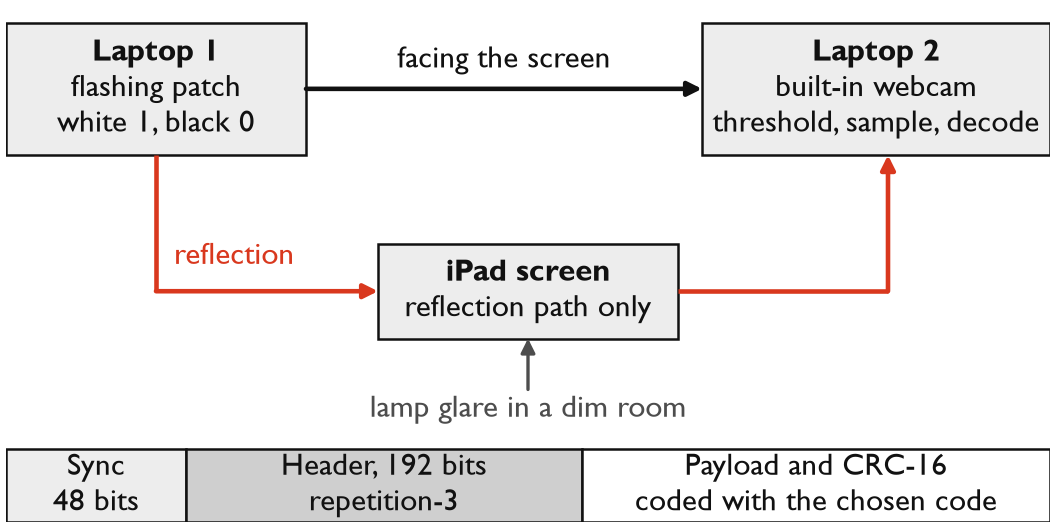 Laptop 1
flashing patch
white 1, black 0
facing the screen
Laptop 2
built-in webcam
threshold, sample, decode
reflection
iPad screen
reflection path only
lamp glare in a dim room
Sync
48 bits
Header, 192 bits
repetition-3
Payload and CRC-16
coded with the chosen code